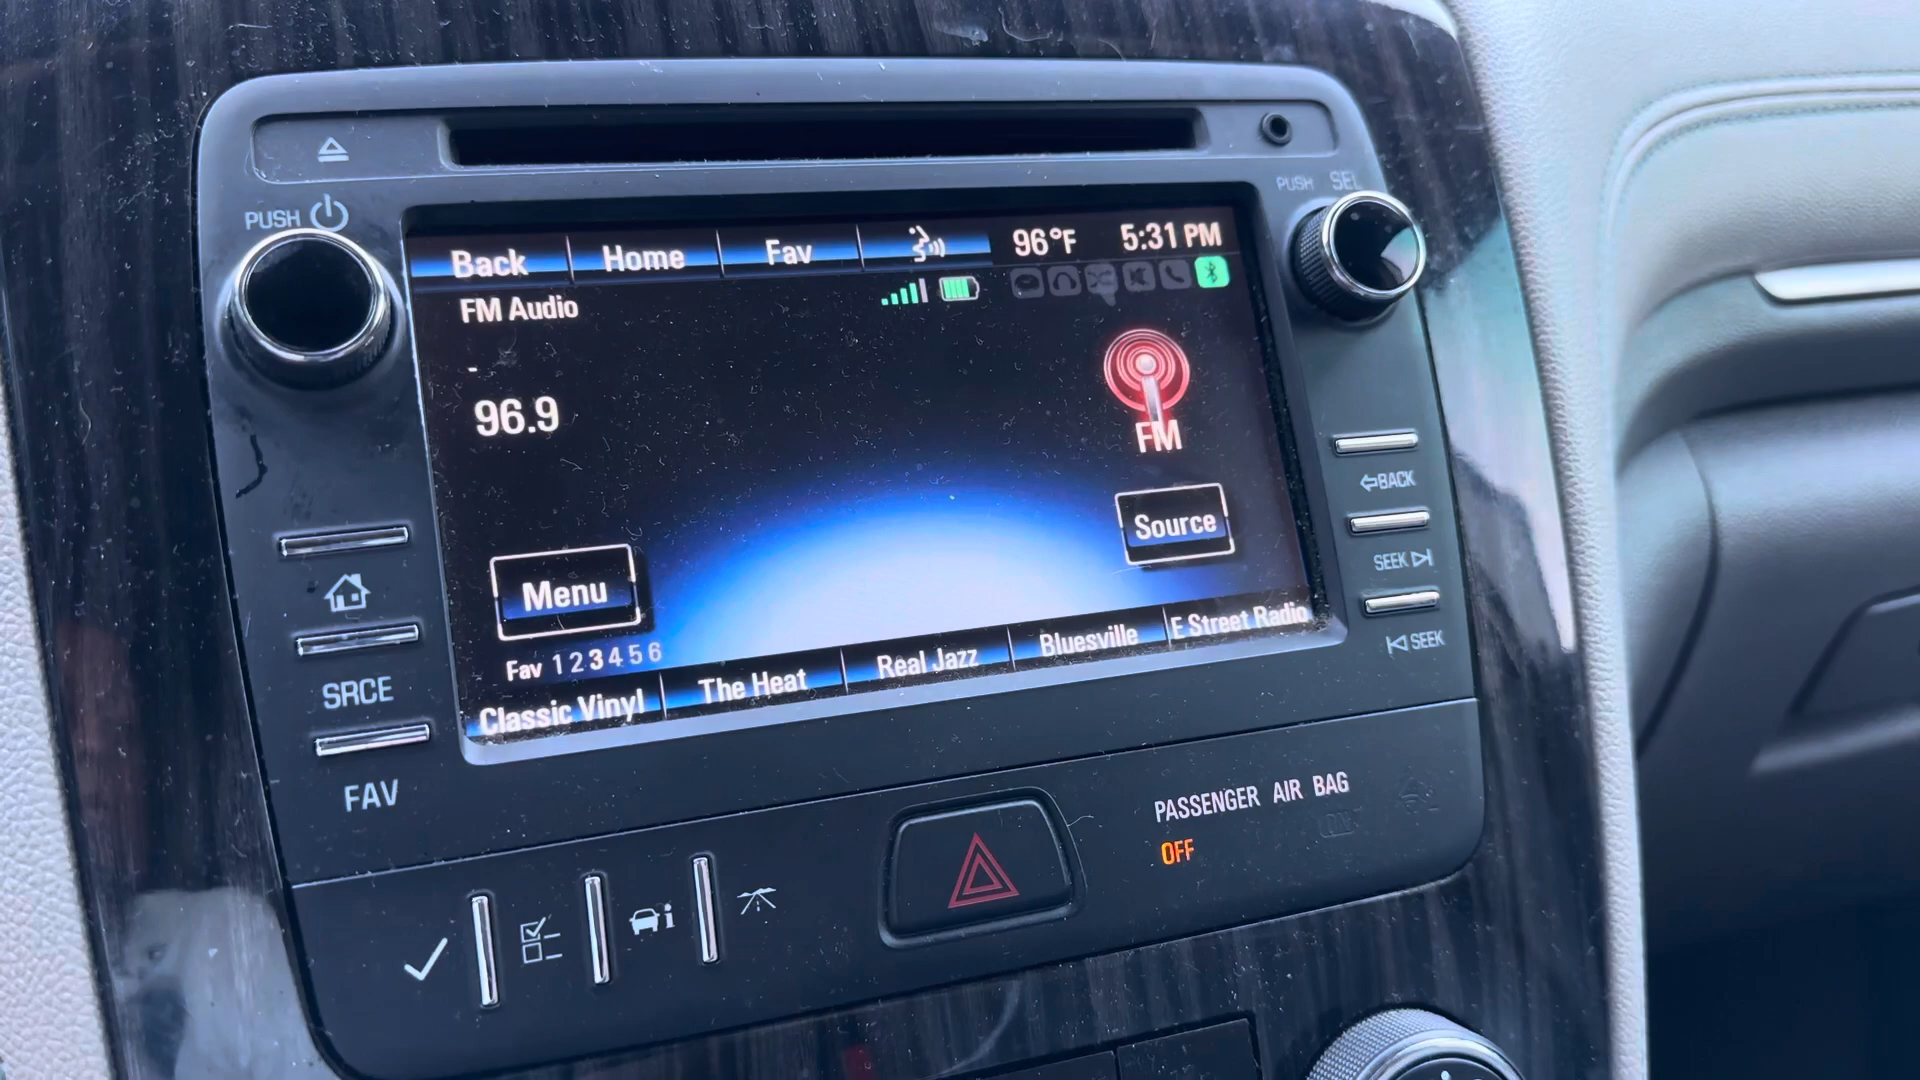 PUSH
PUSH SEL
Back Home Fav 96°F 5:31 PM
FM Audio
-
96.9
FM
BACK
Source
SEEK
Menu
SEEK
Fav 1 2 3 4 5 6
Classic Vinyl The Heat Real Jazz Bluesville E Street Radio
SRCE
FAV
PASSENGER AIR BAG
OFF